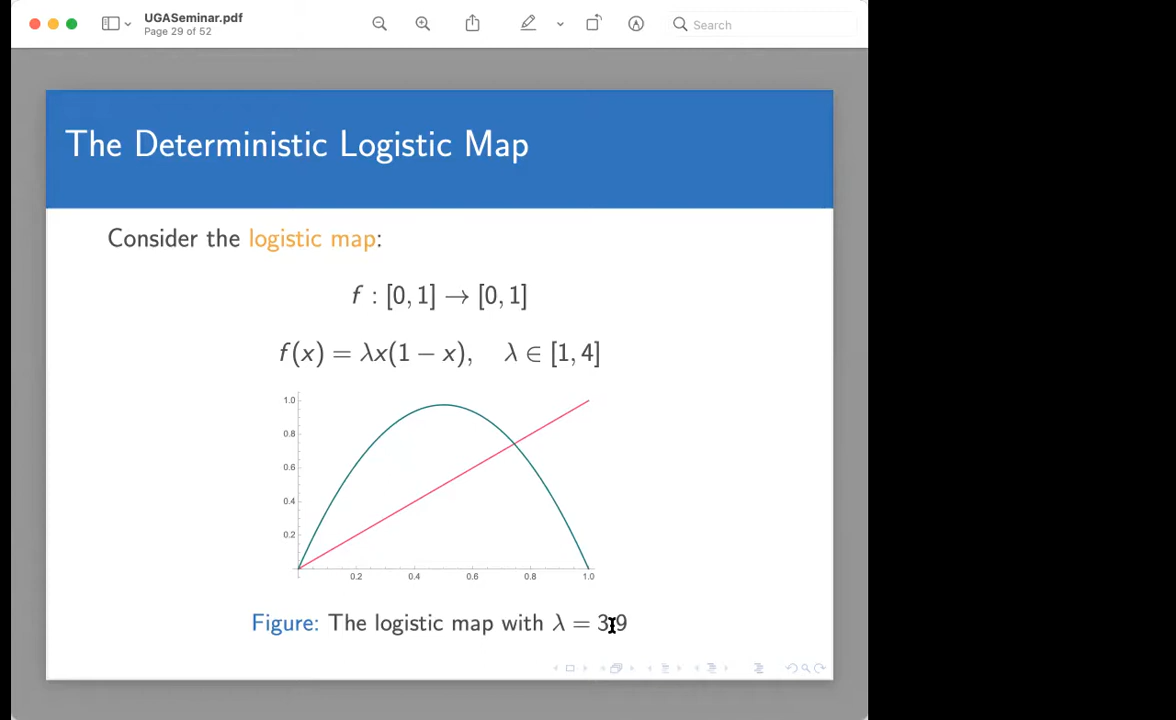 UGASeminar.pdf
Page 29 of 52
Search
The Deterministic Logistic Map
Consider the logistic map:
f : [0, 1] → [0, 1]
f(x) = λx(1 − x), λ ∈ [1, 4]
1.0
0.8
0.6
0.4
0.2
0.2 0.4 0.6 0.8 1.0
Figure: The logistic map with λ = 3.9